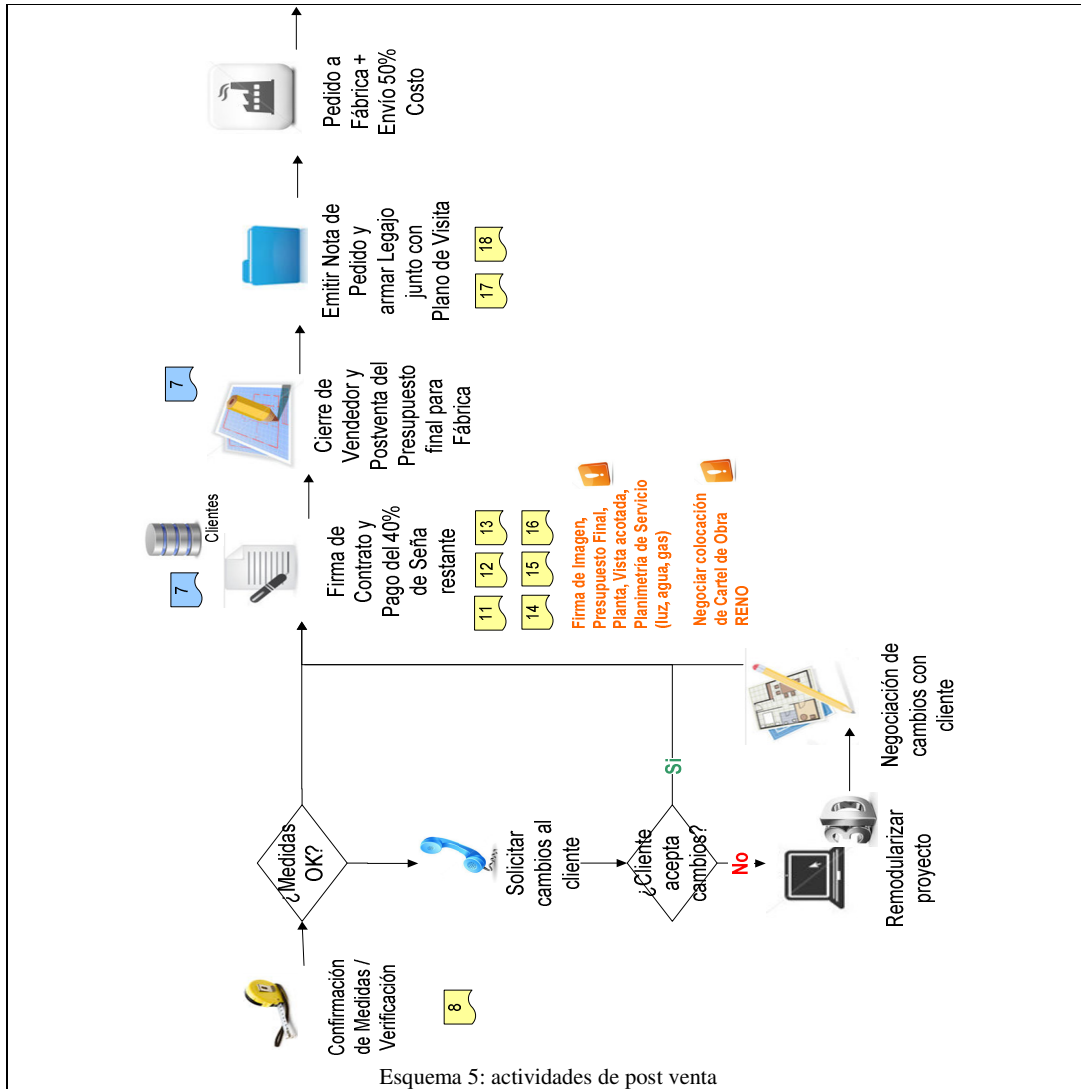 Confirmación
de Medidas /
Verificación
8
¿Medidas
OK?
Solicitar
cambios al
cliente
¿Cliente
acepta
cambios?
Si
No
Remodularizar
proyecto
Negociación de
cambios con
cliente
7
Clientes
Firma de
Contrato y
Pago del 40%
de Seña
restante
11
12
13
14
15
16
Firma de Imagen,
Presupuesto Final,
Planta, Vista acotada,
Planimetría de Servicio
(luz, agua, gas)
Negociar colocación
de Cartel de Obra
RENO
7
Cierre de
Vendedor y
Postventa del
Presupuesto
final para
Fábrica
Emitir Nota de
Pedido y
armar Legajo
junto con
Plano de Visita
17
18
Pedido a
Fábrica +
Envío 50%
Costo
Esquema 5: actividades de post venta